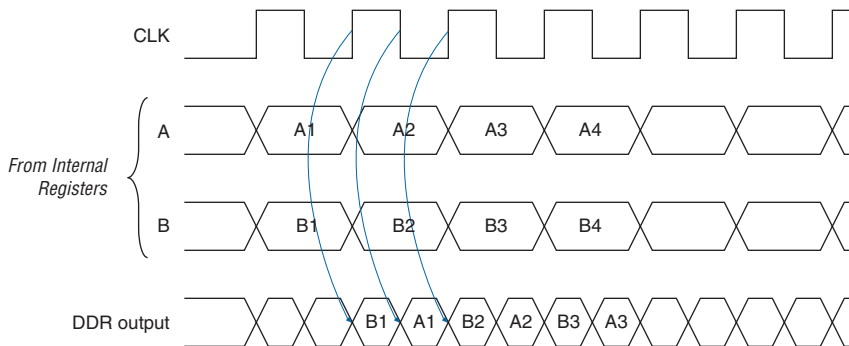 CLK
A
A1 A2 A3 A4
From Internal
Registers
B
B1 B2 B3 B4
DDR output
B1 A1 B2 A2 B3 A3